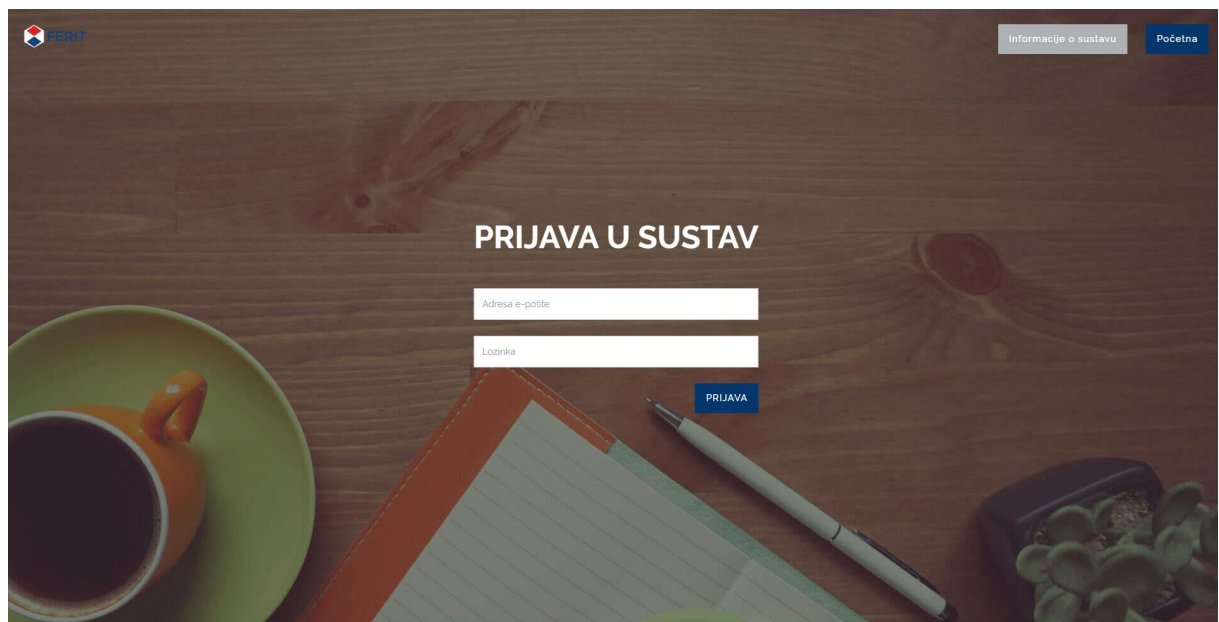 FERIT
Informacije o sustavu
Početna
PRIJAVA U SUSTAV
Adresa e-pošte
Lozinka
PRIJAVA